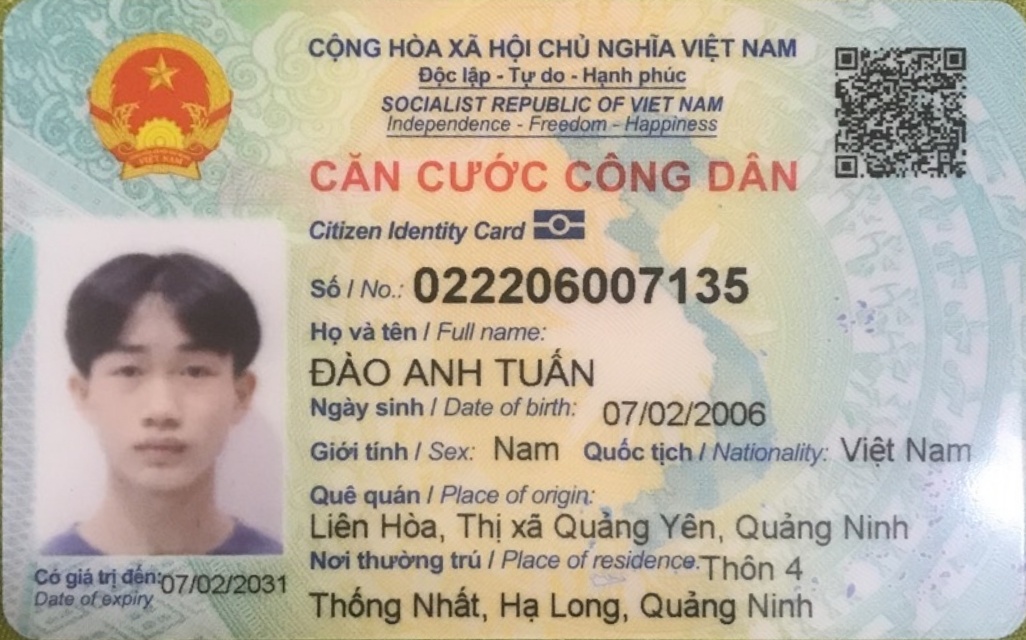 CỘNG HÒA XÃ HỘI CHỦ NGHĨA VIỆT NAM
Độc lập - Tự do - Hạnh phúc
SOCIALIST REPUBLIC OF VIET NAM
Independence - Freedom - Happiness
CĂN CƯỚC CÔNG DÂN
Citizen Identity Card
Số / No.: 022206007135
Họ và tên / Full name:
ĐÀO ANH TUẤN
Ngày sinh / Date of birth: 07/02/2006
Giới tính / Sex: Nam Quốc tịch / Nationality: Việt Nam
Quê quán / Place of origin:
Liên Hòa, Thị xã Quảng Yên, Quảng Ninh
Nơi thường trú / Place of residence: Thôn 4
Thống Nhất, Hạ Long, Quảng Ninh
Có giá trị đến: 07/02/2031
Date of expiry
VIỆT NAM